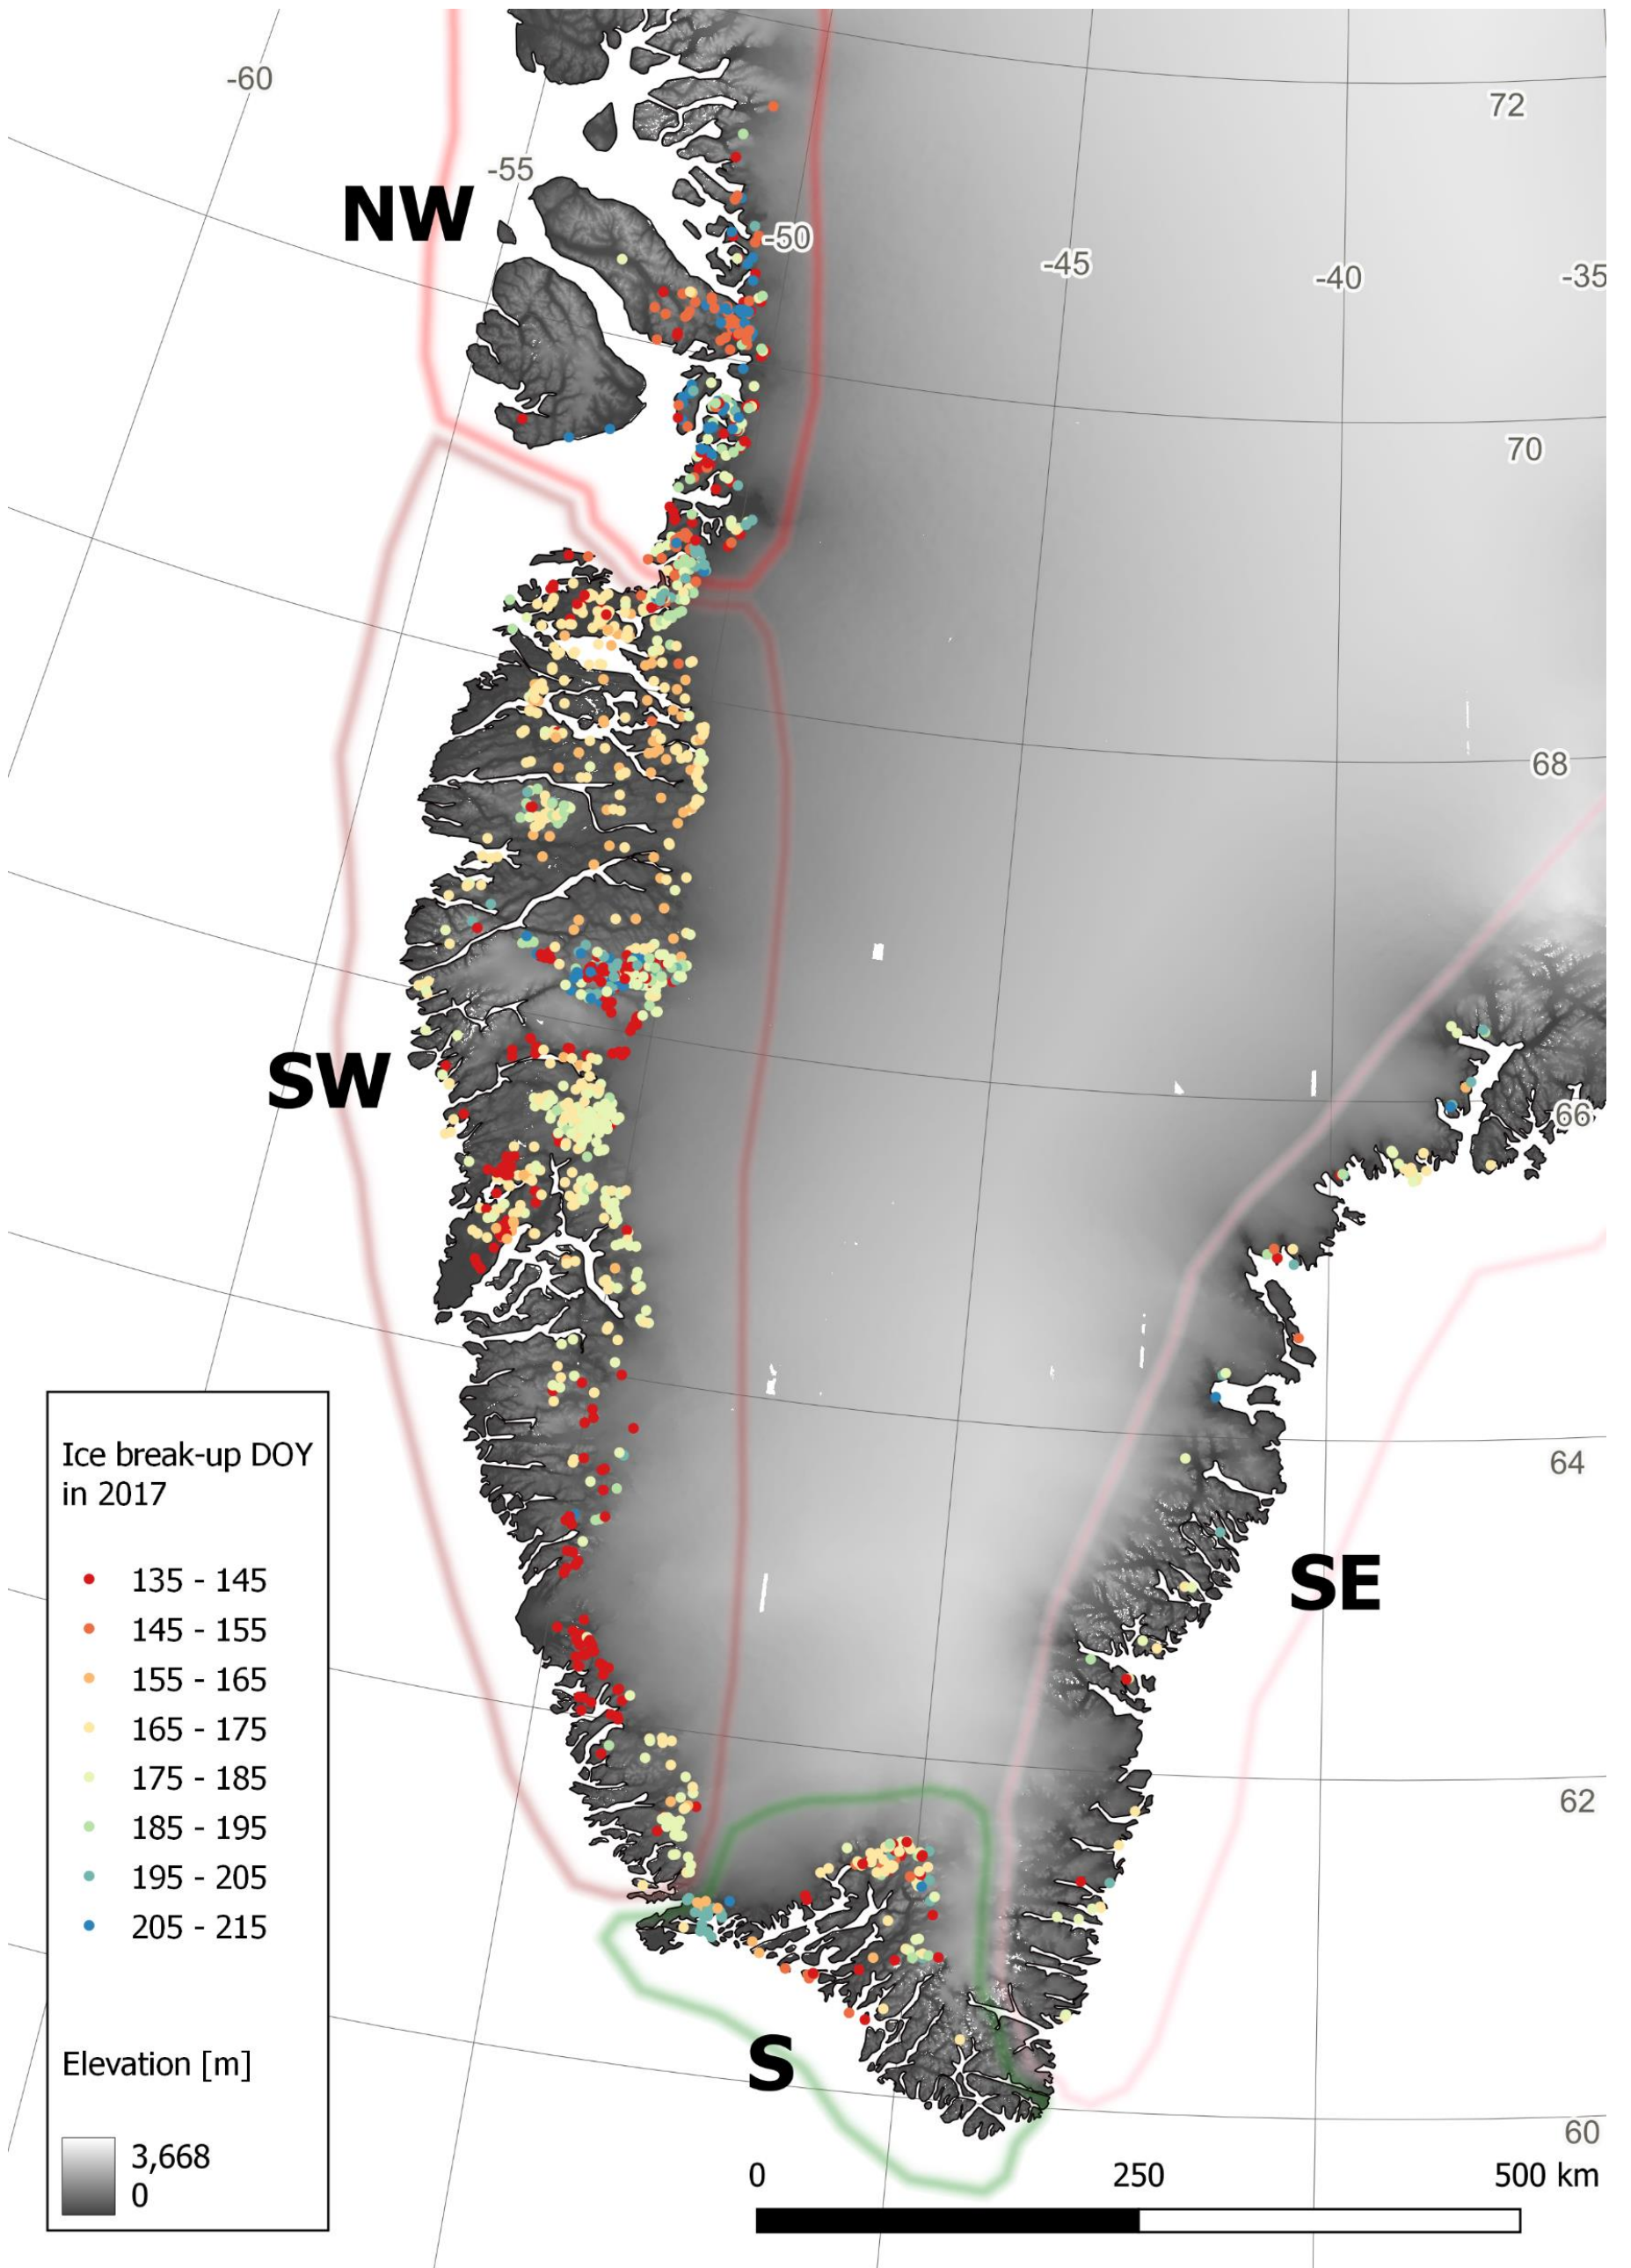 -60
72
-55
NW
-50
-45
-40
-35
70
68
SW
66
64
SE
62
S
60
Ice break-up DOY
in 2017
135 - 145
145 - 155
155 - 165
165 - 175
175 - 185
185 - 195
195 - 205
205 - 215
Elevation [m]
3,668
0
0 250 500 km